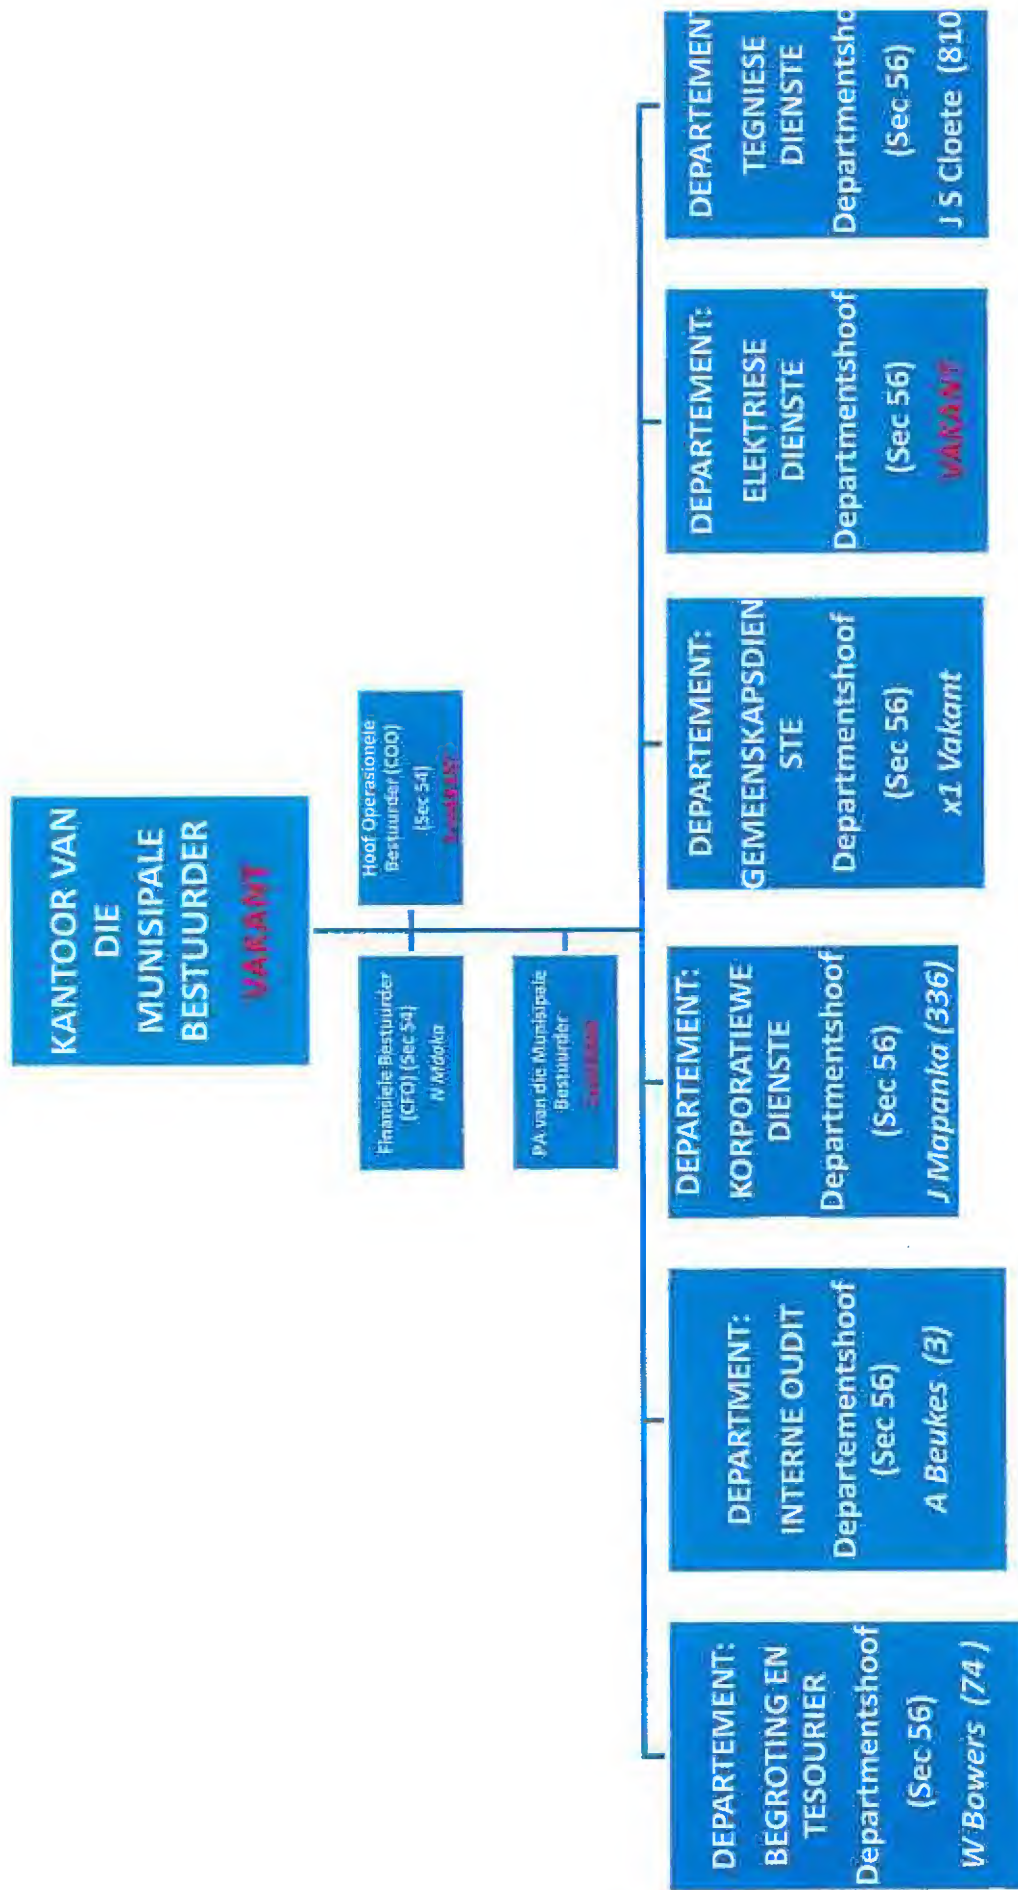 KANTOOR VAN
DIE
MUNISIPALE
BESTUURDER
VAKANT
Finansiele Bestuurder
(CFO) (Sec 54)
N Mdaka
Hoof Operasionele
Bestuurder (COO)
(Sec 54)
PA van die Munisipale
Bestuurder
DEPARTEMENT:
BEGROTING EN
TESOURIER
Departmentshoof
(Sec 56)
W Bowers (74 )
DEPARTMENT:
INTERNE OUDIT
Departementshoof
(Sec 56)
A Beukes (3)
DEPARTEMENT:
KORPORATIEWE
DIENSTE
Departmentshoof
(Sec 56)
J Mapanka (336)
DEPARTEMENT:
GEMEENSKAPSDIEN
STE
Departmentshoof
(Sec 56)
x1 Vakant
DEPARTEMENT:
ELEKTRIESE
DIENSTE
Departmentshoof
(Sec 56)
VAKANT
DEPARTEMENT
TEGNIESE
DIENSTE
Departmentsho
(Sec 56)
J S Cloete (810